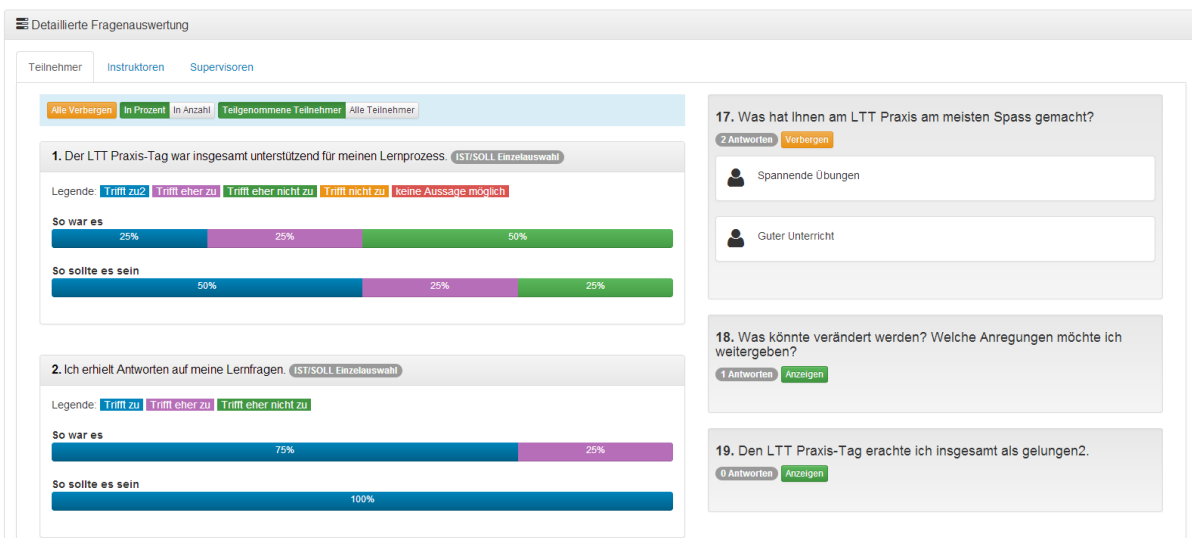 Detaillierte Fragenauswertung
Teilnehmer Instruktoren Supervisoren
Alle Verbergen In Prozent In Anzahl Teilgenommene Teilnehmer Alle Teilnehmer
1. Der LTT Praxis-Tag war insgesamt unterstützend für meinen Lernprozess. IST/SOLL Einzelauswahl
Legende: Trifft zu2 Trifft eher zu Trifft eher nicht zu Trifft nicht zu keine Aussage möglich
So war es
25% 25% 50%
So sollte es sein
50% 25% 25%
2. Ich erhielt Antworten auf meine Lernfragen. IST/SOLL Einzelauswahl
Legende: Trifft zu Trifft eher zu Trifft eher nicht zu
So war es
75% 25%
So sollte es sein
100%
17. Was hat Ihnen am LTT Praxis am meisten Spass gemacht?
2 Antworten Verbergen
Spannende Übungen
Guter Unterricht
18. Was könnte verändert werden? Welche Anregungen möchte ich
weitergeben?
1 Antworten Anzeigen
19. Den LTT Praxis-Tag erachte ich insgesamt als gelungen2.
0 Antworten Anzeigen